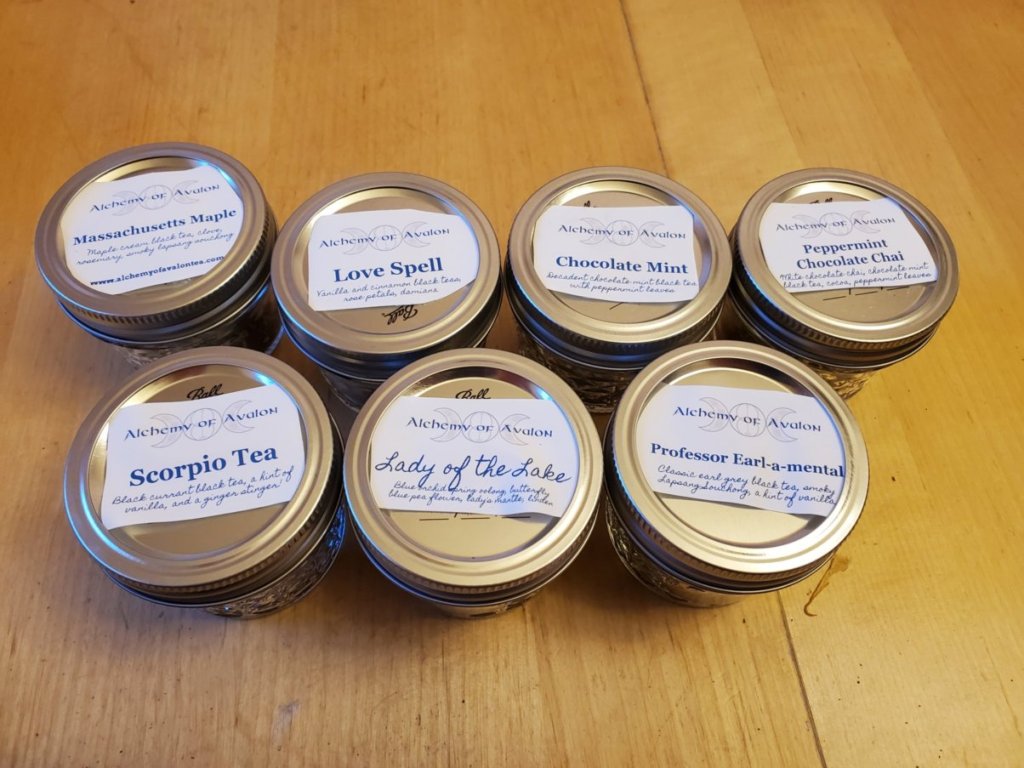 Alchemy of Avalon
Massachusetts Maple
Maple cream black tea, clove,
rosemary, smoky lapsang souchong
www.alchemyofavalontea.com
Alchemy of Avalon
Love Spell
Vanilla and cinnamon black teas,
rose petals, damiana
Ball
Alchemy of Avalon
Chocolate Mint
Decadent chocolate mint black tea
with peppermint leaves
Alchemy of Avalon
Peppermint
Chocolate Chai
White chocolate chai, chocolate mint
black tea, cocoa, peppermint leaves
Ball
Alchemy of Avalon
Scorpio Tea
Black currant black tea, a hint of
vanilla, and a ginger stinger!
Ball
Alchemy of Avalon
Lady of the Lake
Blue orchid spring oolong, butterfly
blue pea flower, lady's mantle, linden
Alchemy of Avalon
Professor Earl-a-mental
Classic earl grey black tea, smoky
Lapsang Souchong, a hint of vanilla